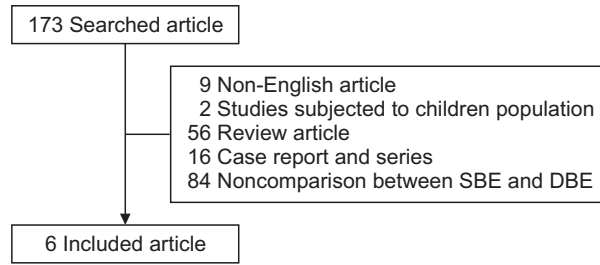 173 Searched article
9 Non-English article
2 Studies subjected to children population
56 Review article
16 Case report and series
84 Noncomparison between SBE and DBE
6 Included article